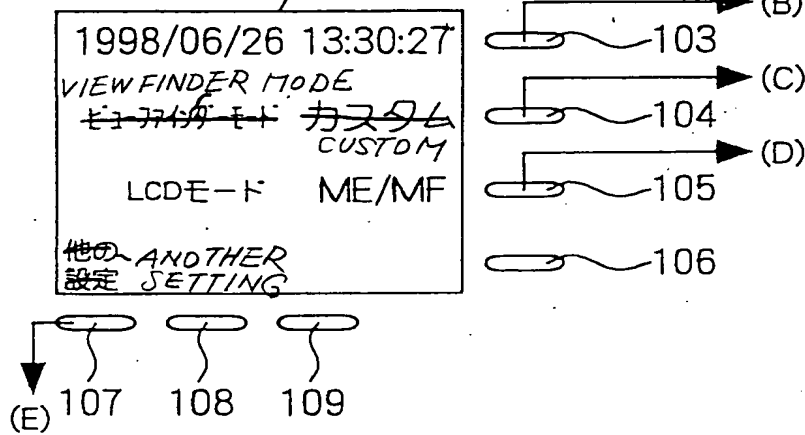 (B)
1998/06/26 13:30:27
103
VIEWFINDER MODE
(C)
ビューファインダーモード カスタム
104
CUSTOM
(D)
LCDモード ME/MF
105
他の ANOTHER
106
設定 SETTING
(E) 107 108 109